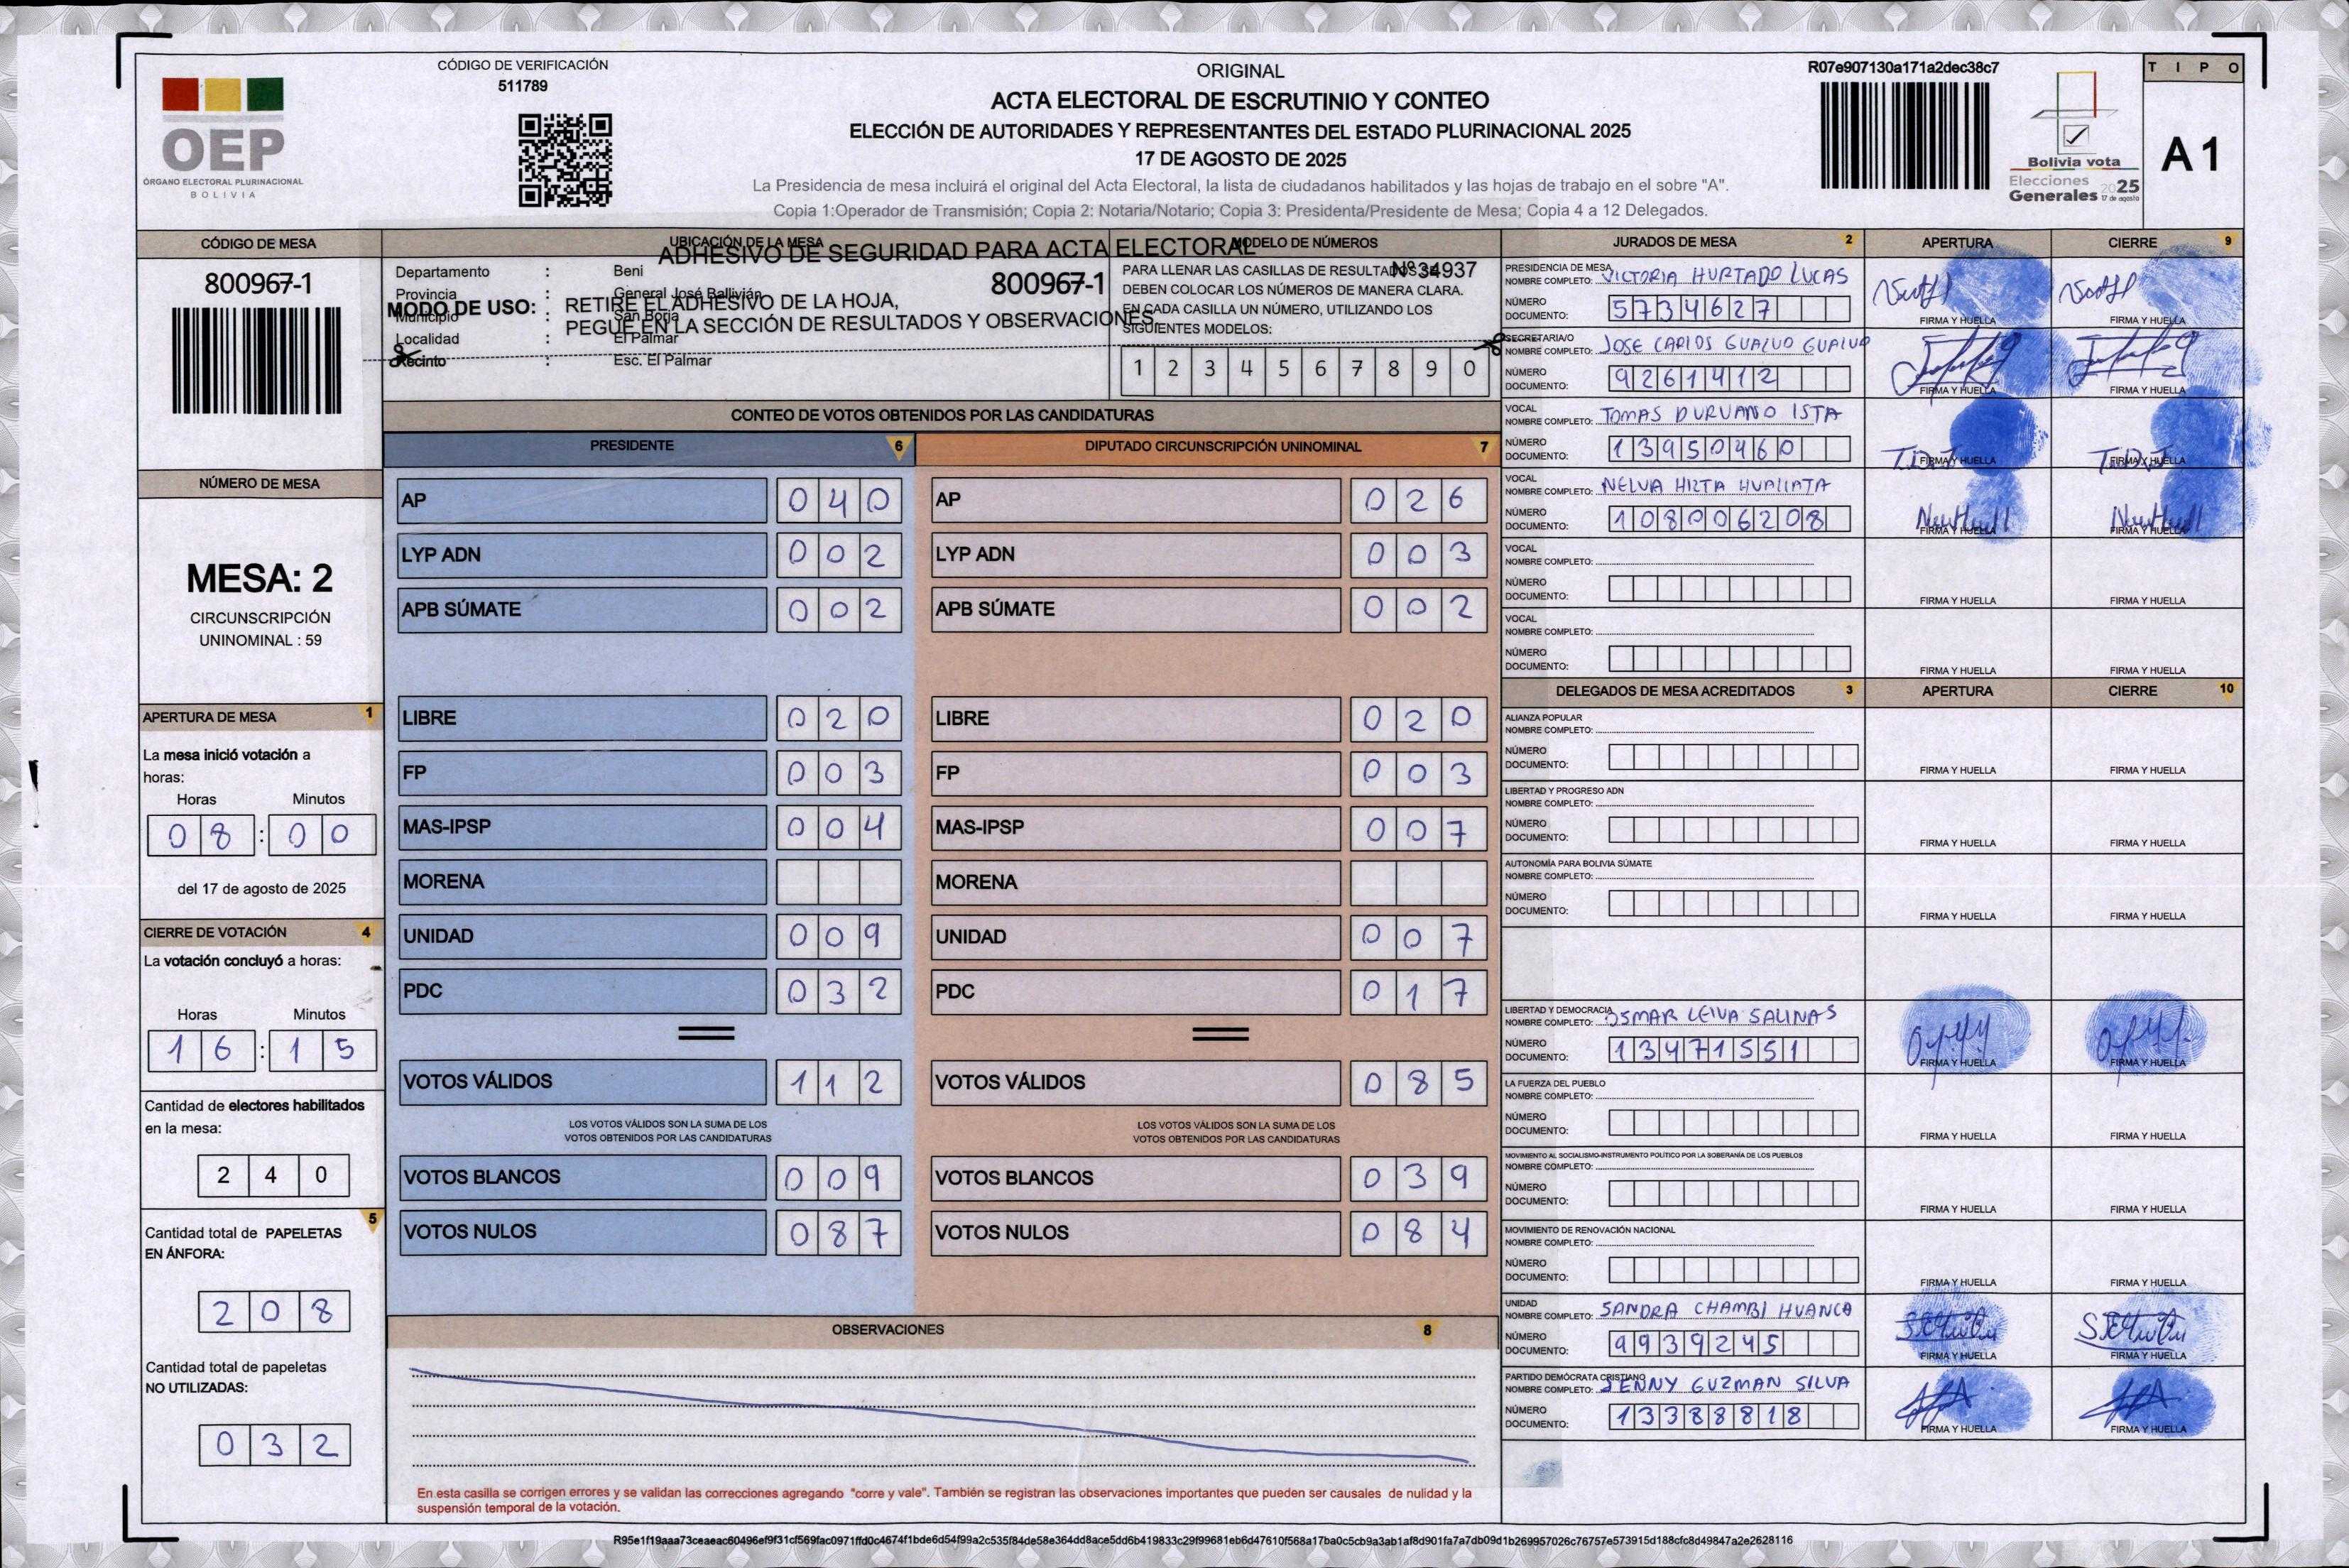 CÓDIGO DE VERIFICACIÓN
511789
OEP
ÓRGANO ELECTORAL PLURINACIONAL
BOLIVIA
ORIGINAL
ACTA ELECTORAL DE ESCRUTINIO Y CONTEO
ELECCIÓN DE AUTORIDADES Y REPRESENTANTES DEL ESTADO PLURINACIONAL 2025
17 DE AGOSTO DE 2025
La Presidencia de mesa incluirá el original del Acta Electoral, la lista de ciudadanos habilitados y las hojas de trabajo en el sobre "A".
Copia 1:Operador de Transmisión; Copia 2: Notaria/Notario; Copia 3: Presidenta/Presidente de Mesa; Copia 4 a 12 Delegados.
R07e907130a171a2dec38c7
Bolivia vota
Elecciones
Generales 2025
17 de agosto
TIPO
A1
CÓDIGO DE MESA
800967-1
NÚMERO DE MESA
MESA: 2
CIRCUNSCRIPCIÓN
UNINOMINAL : 59
APERTURA DE MESA 1
La mesa inició votación a
horas:
Horas Minutos
08 : 00
del 17 de agosto de 2025
CIERRE DE VOTACIÓN 4
La votación concluyó a horas:
Horas Minutos
16 : 15
Cantidad de electores habilitados
en la mesa:
240
5
Cantidad total de PAPELETAS
EN ÁNFORA:
208
Cantidad total de papeletas
NO UTILIZADAS:
032
UBICACIÓN DE LA MESA
ADHESIVO DE SEGURIDAD PARA ACTA ELECTORAL
Nº 34937
MODO DE USO: RETIRE EL ADHESIVO DE LA HOJA,
PEGUE EN LA SECCIÓN DE RESULTADOS Y OBSERVACIONES.
Departamento : Beni
Provincia : General José Ballivián
Municipio : San Borja
Localidad : El Palmar
Recinto : Esc. El Palmar
800967-1
MODELO DE NÚMEROS
PARA LLENAR LAS CASILLAS DE RESULTADOS SE
DEBEN COLOCAR LOS NÚMEROS DE MANERA CLARA.
EN CADA CASILLA UN NÚMERO, UTILIZANDO LOS
SIGUIENTES MODELOS:
1 2 3 4 5 6 7 8 9 0
CONTEO DE VOTOS OBTENIDOS POR LAS CANDIDATURAS
PRESIDENTE 6
AP 040
LYP ADN 002
APB SÚMATE 002
LIBRE 020
FP 003
MAS-IPSP 004
MORENA
UNIDAD 009
PDC 032
VOTOS VÁLIDOS 112
LOS VOTOS VÁLIDOS SON LA SUMA DE LOS
VOTOS OBTENIDOS POR LAS CANDIDATURAS
VOTOS BLANCOS 009
VOTOS NULOS 087
DIPUTADO CIRCUNSCRIPCIÓN UNINOMINAL 7
AP 026
LYP ADN 003
APB SÚMATE 002
LIBRE 020
FP 003
MAS-IPSP 007
MORENA
UNIDAD 007
PDC 017
VOTOS VÁLIDOS 085
LOS VOTOS VÁLIDOS SON LA SUMA DE LOS
VOTOS OBTENIDOS POR LAS CANDIDATURAS
VOTOS BLANCOS 039
VOTOS NULOS 084
OBSERVACIONES 8
En esta casilla se corrigen errores y se validan las correcciones agregando "corre y vale". También se registran las observaciones importantes que pueden ser causales de nulidad y la
suspensión temporal de la votación.
JURADOS DE MESA 2 APERTURA CIERRE 9
PRESIDENCIA DE MESA
NOMBRE COMPLETO: VICTORIA HURTADO LUCAS
NÚMERO
DOCUMENTO: 5734627 FIRMA Y HUELLA FIRMA Y HUELLA
SECRETARIA/O
NOMBRE COMPLETO: JOSE CARLOS GUALUO GUALUO
NÚMERO
DOCUMENTO: 9261412 FIRMA Y HUELLA FIRMA Y HUELLA
VOCAL
NOMBRE COMPLETO: TOMAS DURVANO ISTA
NÚMERO
DOCUMENTO: 13950460 FIRMA Y HUELLA FIRMA Y HUELLA
VOCAL
NOMBRE COMPLETO: NELVA
NÚMERO
DOCUMENTO: 108006208 FIRMA Y HUELLA FIRMA Y HUELLA
VOCAL
NOMBRE COMPLETO:
NÚMERO
DOCUMENTO: FIRMA Y HUELLA FIRMA Y HUELLA
VOCAL
NOMBRE COMPLETO:
NÚMERO
DOCUMENTO: FIRMA Y HUELLA FIRMA Y HUELLA
DELEGADOS DE MESA ACREDITADOS 3 APERTURA CIERRE 10
ALIANZA POPULAR
NOMBRE COMPLETO:
NÚMERO
DOCUMENTO: FIRMA Y HUELLA FIRMA Y HUELLA
LIBERTAD Y PROGRESO ADN
NOMBRE COMPLETO:
NÚMERO
DOCUMENTO: FIRMA Y HUELLA FIRMA Y HUELLA
AUTONOMÍA PARA BOLIVIA SÚMATE
NOMBRE COMPLETO:
NÚMERO
DOCUMENTO: FIRMA Y HUELLA FIRMA Y HUELLA
LIBERTAD Y DEMOCRACIA
NOMBRE COMPLETO: OSMAR LEIVA SALINAS
NÚMERO
DOCUMENTO: 13471551 FIRMA Y HUELLA FIRMA Y HUELLA
LA FUERZA DEL PUEBLO
NOMBRE COMPLETO:
NÚMERO
DOCUMENTO: FIRMA Y HUELLA FIRMA Y HUELLA
MOVIMIENTO AL SOCIALISMO-INSTRUMENTO POLÍTICO POR LA SOBERANÍA DE LOS PUEBLOS
NOMBRE COMPLETO:
NÚMERO
DOCUMENTO: FIRMA Y HUELLA FIRMA Y HUELLA
MOVIMIENTO DE RENOVACIÓN NACIONAL
NOMBRE COMPLETO:
NÚMERO
DOCUMENTO: FIRMA Y HUELLA FIRMA Y HUELLA
UNIDAD
NOMBRE COMPLETO: SANDRA CHAMBI HUANCA
NÚMERO
DOCUMENTO: 9939245 FIRMA Y HUELLA FIRMA Y HUELLA
PARTIDO DEMÓCRATA CRISTIANO
NOMBRE COMPLETO: JENNY GUZMAN SILVA
NÚMERO
DOCUMENTO: 13388818 FIRMA Y HUELLA FIRMA Y HUELLA